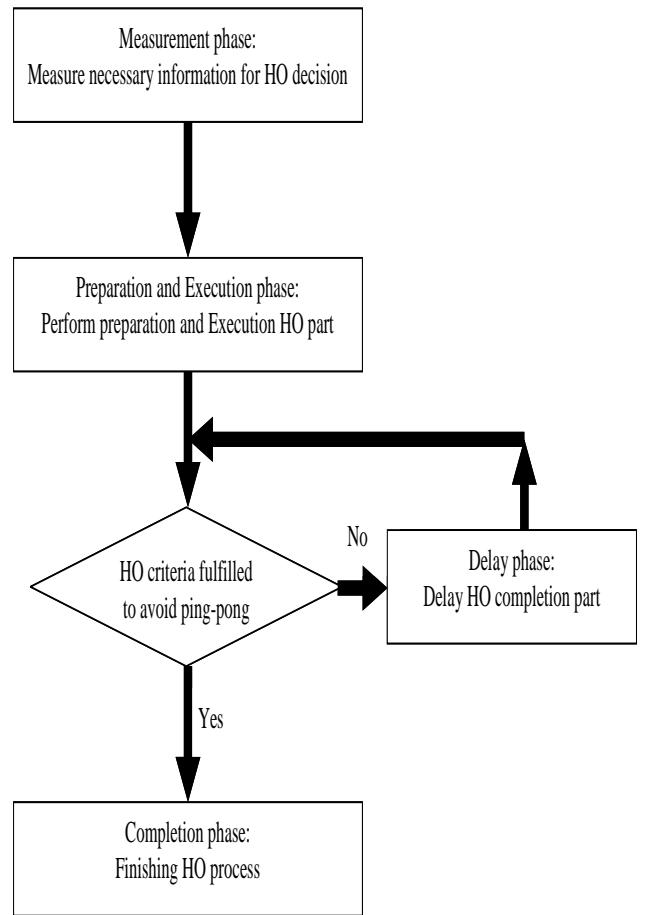 Measurement phase:
Measure necessary information for HO decision
Preparation and Execution phase:
Perform preparation and Execution HO part
HO criteria fulfilled
to avoid ping-pong
No
Delay phase:
Delay HO completion part
Yes
Completion phase:
Finishing HO process